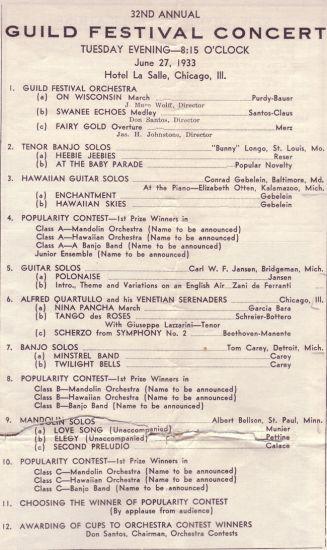 32ND ANNUAL
GUILD FESTIVAL CONCERT
TUESDAY EVENING—8:15 O'CLOCK
June 27, 1933
Hotel La Salle, Chicago, Ill.
1. GUILD FESTIVAL ORCHESTRA
(a) ON WISCONSIN March Purdy-Bauer
J. Muro Wolff, Director
(b) SWANEE ECHOES Medley Santos-Claus
Don Santos, Director
(c) FAIRY GOLD Overture Merz
Jas. H. Johnstone, Director
2. TENOR BANJO SOLOS "Bunny" Longo, St. Louis, Mo.
(a) HEEBIE JEEBIES Reser
(b) AT THE BABY PARADE Popular Novelty
3. HAWAIIAN GUITAR SOLOS Conrad Gebelein, Baltimore, Md.
At the Piano—Elizabeth Otten, Kalamazoo, Mich.
(a) ENCHANTMENT Gebelein
(b) HAWAIIAN SKIES Gebelein
4. POPULARITY CONTEST—1st Prize Winners in
Class A—Mandolin Orchestra (Name to be announced)
Class A—Hawaiian Orchestra (Name to be announced)
Class A—A Banjo Band (Name to be announced)
Junior Ensemble (Name to be announced)
5. GUITAR SOLOS Carl W. F. Jansen, Bridgeman, Mich.
(a) POLONAISE Jansen
(b) Intro., Theme and Variations on an English Air Zani de Ferranti
6. ALFRED QUARTULLO and his VENETIAN SERENADERS Chicago, Ill.
(a) NINA PANCHA March Garcia Bara
(b) TANGO des ROSES Schreier-Bottero
With Giuseppe Lazzarini—Tenor
(c) SCHERZO from SYMPHONY No. 2 Beethoven-Manente
7. BANJO SOLOS Tom Carey, Detroit, Mich.
(a) MINSTREL BAND Carey
(b) TWILIGHT BELLS Carey
8. POPULARITY CONTEST—1st Prize Winners in
Class B—Mandolin Orchestra (Name to be announced)
Class B—Hawaiian Orchestra (Name to be announced)
Class B—Banjo Band (Name to be announced)
9. MANDOLIN SOLOS Albert Bellson, St. Paul, Minn.
(a) LOVE SONG (Unaccompanied) Munier
(b) ELEGY (Unaccompanied) Pettine
(c) SECOND PRELUDIO Calace
10. POPULARITY CONTEST—1st Prize Winners in
Class C—Mandolin Orchestra (Name to be announced)
Class C—Hawaiian Orchestra (Name to be announced)
Class C—Banjo Band (Name to be announced)
11. CHOOSING THE WINNER OF POPULARITY CONTEST
(By applause from audience)
12. AWARDING OF CUPS TO ORCHESTRA CONTEST WINNERS
Don Santos, Chairman, Orchestra Contests